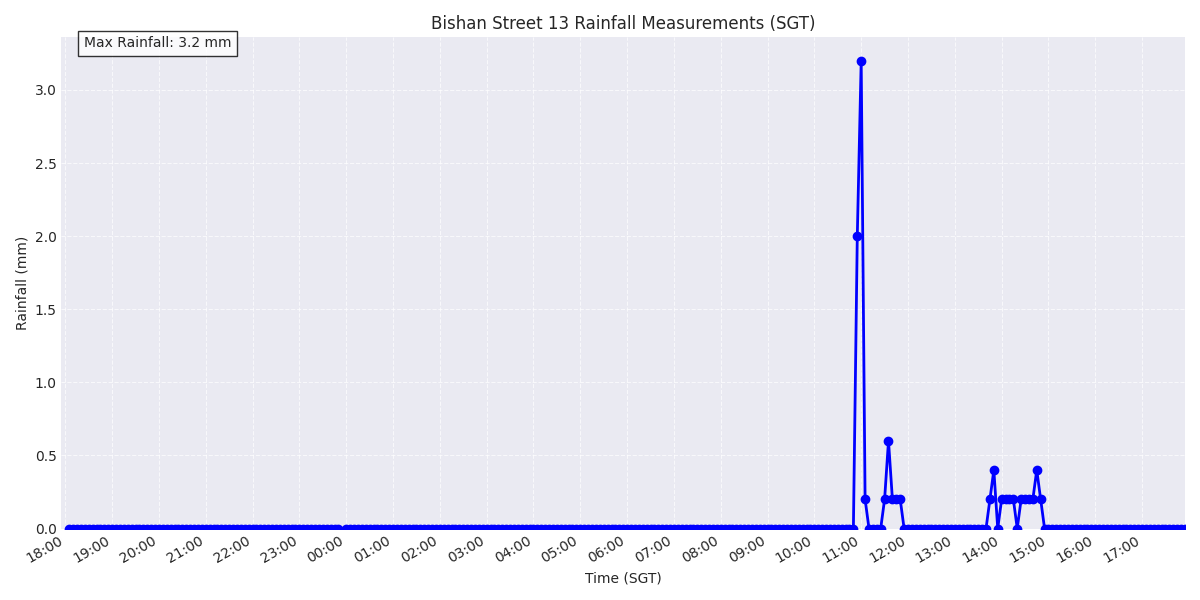 Bishan Street 13 Rainfall Measurements (SGT)
Max Rainfall: 3.2 mm
Rainfall (mm)
3.0
2.5
2.0
1.5
1.0
0.5
0.0
18:00 19:00 20:00 21:00 22:00 23:00 00:00 01:00 02:00 03:00 04:00 05:00 06:00 07:00 08:00 09:00 10:00 11:00 12:00 13:00 14:00 15:00 16:00 17:00
Time (SGT)